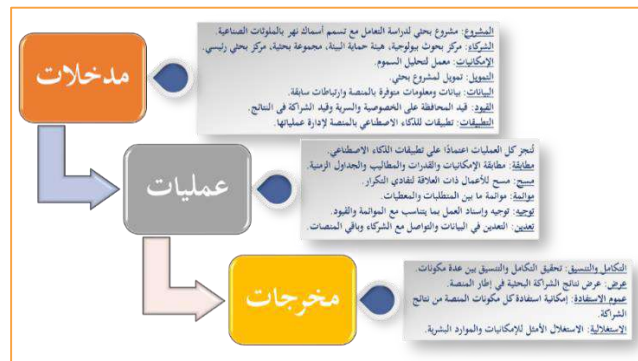 مدخلات
المشروع: مشروع بحثي لدراسة التعامل مع تسمم أسماك نهر بالملوثات الصناعية.
الشركاء: مركز بحوث بيولوجية، هيئة حماية البيئة، مجموعة بحثية، مركز بحثي رئيسي.
الإمكانيات: معمل لتحليل السموم.
التمويل: تمويل لمشروع بحثي.
البيانات: بيانات ومعلومات متوفرة بالمنصة وارتباطات سابقة.
القيود: قيد المحافظة على الخصوصية والسرية وقيد الشراكة في النتائج.
التطبيقات: تطبيقات للذكاء الاصطناعي بالمنصة لإدارة عملياتها.
عمليات
تُنجز كل العمليات اعتمادًا على تطبيقات الذكاء الاصطناعي.
مطابقة: مطابقة الإمكانيات والقدرات والمطاليب والجداول الزمنية.
مسح: مسح للأعمال ذات العلاقة لتفادي التكرار.
موائمة: موائمة ما بين المتطلبات والمعطيات.
توجيه: توجيه وإسناد العمل بما يتناسب مع الموائمة والقيود.
تعدين: التعدين في البيانات والتواصل مع الشركاء وباقي المنصات.
مخرجات
التكامل والتنسيق: تحقيق التكامل والتنسيق بين عدة مكونات.
عرض: عرض نتائج الشراكة البحثية في إطار المنصة.
عموم الاستفادة: إمكانية استفادة كل مكونات المنصة من نتائج
الشراكة.
الاستغلالية: الاستغلال الأمثل للإمكانيات والموارد البشرية.